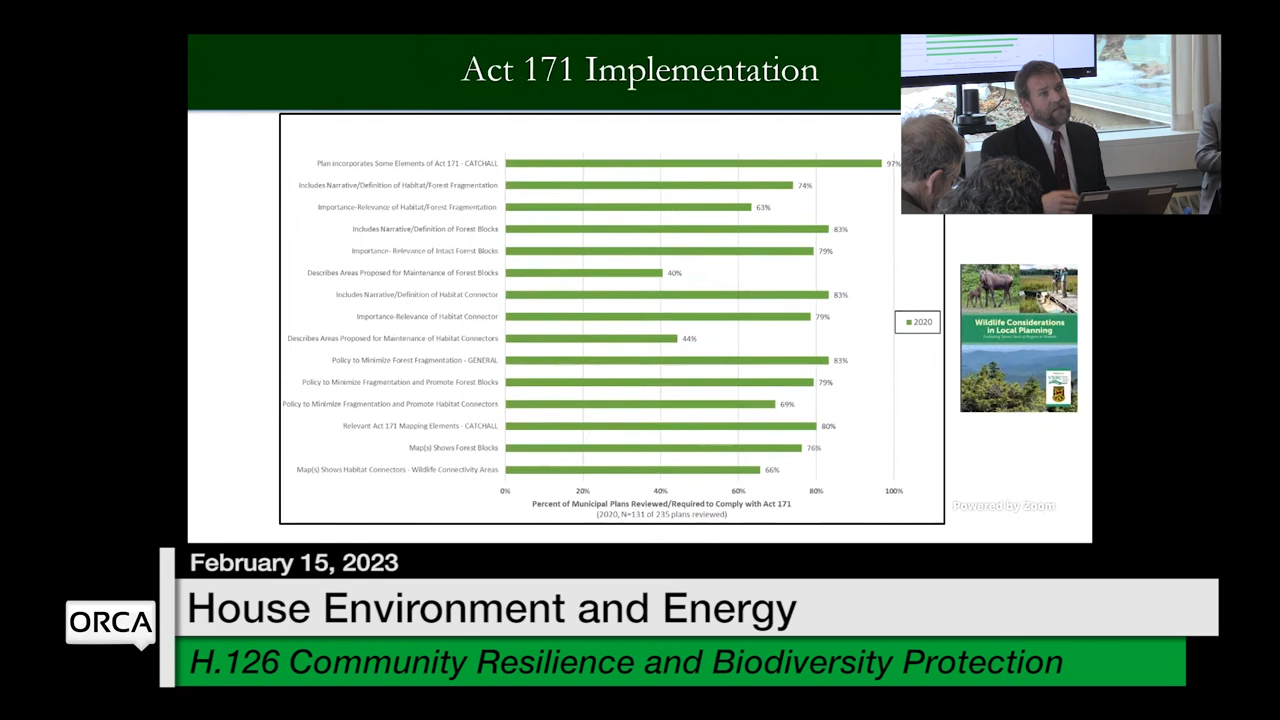 Act 171 Implementation
Plan incorporates Some Elements of Act 171 - CATCHALL 97%
Includes Narrative/Definition of Habitat/Forest Fragmentation 74%
Importance-Relevance of Habitat/Forest Fragmentation 63%
Includes Narrative/Definition of Forest Blocks 83%
Importance- Relevance of Intact Forest Blocks 79%
Describes Areas Proposed for Maintenance of Forest Blocks 40%
Includes Narrative/Definition of Habitat Connector 83%
Importance-Relevance of Habitat Connector 79%
Describes Areas Proposed for Maintenance of Habitat Connectors 44%
Policy to Minimize Forest Fragmentation - GENERAL 83%
Policy to Minimize Fragmentation and Promote Forest Blocks 79%
Policy to Minimize Fragmentation and Promote Habitat Connectors 69%
Relevant Act 171 Mapping Elements - CATCHALL 80%
Map(s) Shows Forest Blocks 76%
Map(s) Shows Habitat Connectors - Wildlife Connectivity Areas 66%
0% 20% 40% 60% 80% 100%
Percent of Municipal Plans Reviewed/Required to Comply with Act 171
(2020, N=131 of 235 plans reviewed)
2020
Wildlife Considerations
in Local Planning
Powered by Zoom
February 15, 2023
ORCA
House Environment and Energy
H.126 Community Resilience and Biodiversity Protection